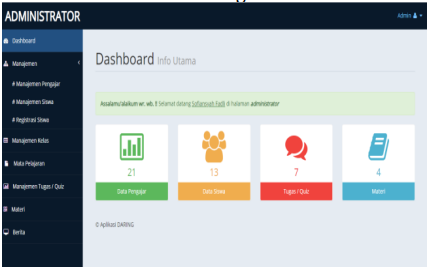 ADMINISTRATOR
Admin
Dashboard
Manajemen
# Manajemen Pengajar
# Manajemen Siswa
# Registrasi Siswa
Manajemen Kelas
Mata Pelajaran
Manajemen Tugas / Quiz
Materi
Berita
Dashboard Info Utama
Assalamu'alaikum wr. wb. !! Selamat datang Sofiansyah Fadli di halaman administrator
21
Data Pengajar
13
Data Siswa
7
Tugas / Quiz
4
Materi
© Aplikasi DARING